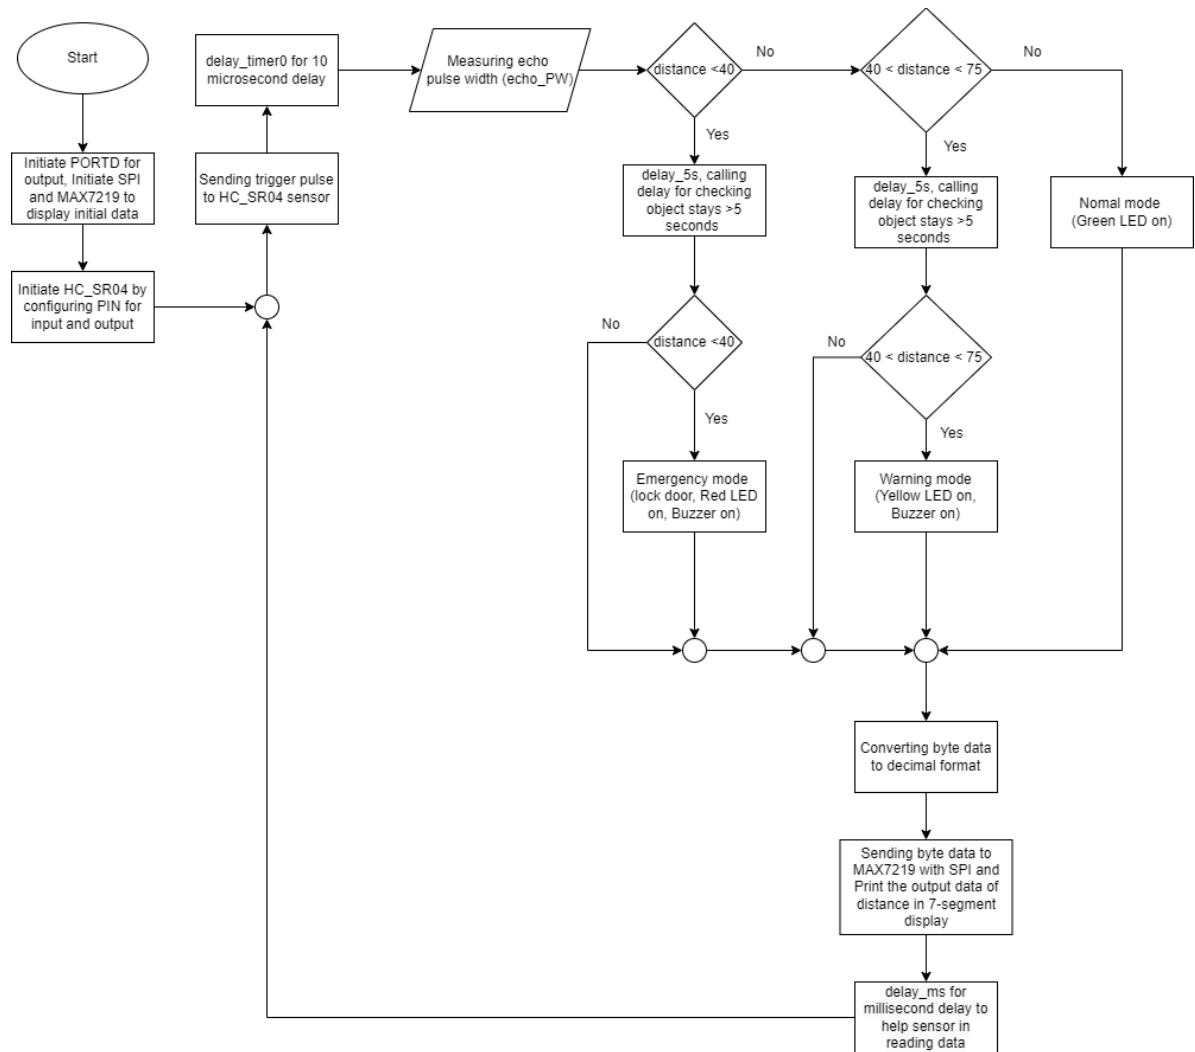 Start
Initiate PORTD for
output, Initiate SPI
and MAX7219 to
display initial data
Initiate HC_SR04 by
configuring PIN for
input and output
Sending trigger pulse
to HC_SR04 sensor
delay_timer0 for 10
microsecond delay
Measuring echo
pulse width (echo_PW)
distance <40
No
Yes
40 < distance < 75
No
Yes
delay_5s, calling
delay for checking
object stays >5
seconds
delay_5s, calling
delay for checking
object stays >5
seconds
Nomal mode
(Green LED on)
distance <40
No
Yes
40 < distance < 75
No
Yes
Emergency mode
(lock door, Red LED
on, Buzzer on)
Warning mode
(Yellow LED on,
Buzzer on)
Converting byte data
to decimal format
Sending byte data to
MAX7219 with SPI and
Print the output data of
distance in 7-segment
display
delay_ms for
millisecond delay to
help sensor in
reading data